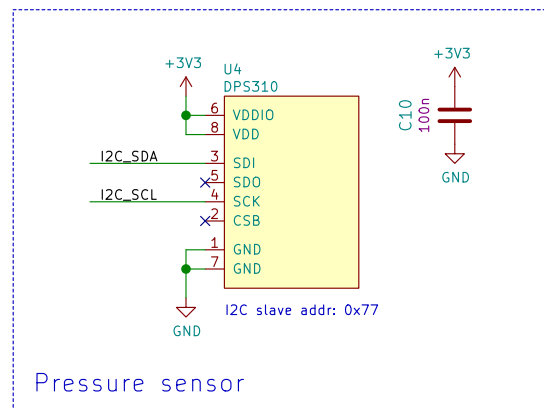 +3V3
U4
DPS310
6 VDDIO
8 VDD
I2C_SDA 3 SDI
5 SDO
I2C_SCL 4 SCK
2 CSB
1 GND
7 GND
GND
I2C slave addr: 0x77
+3V3
C10
100n
GND
Pressure sensor